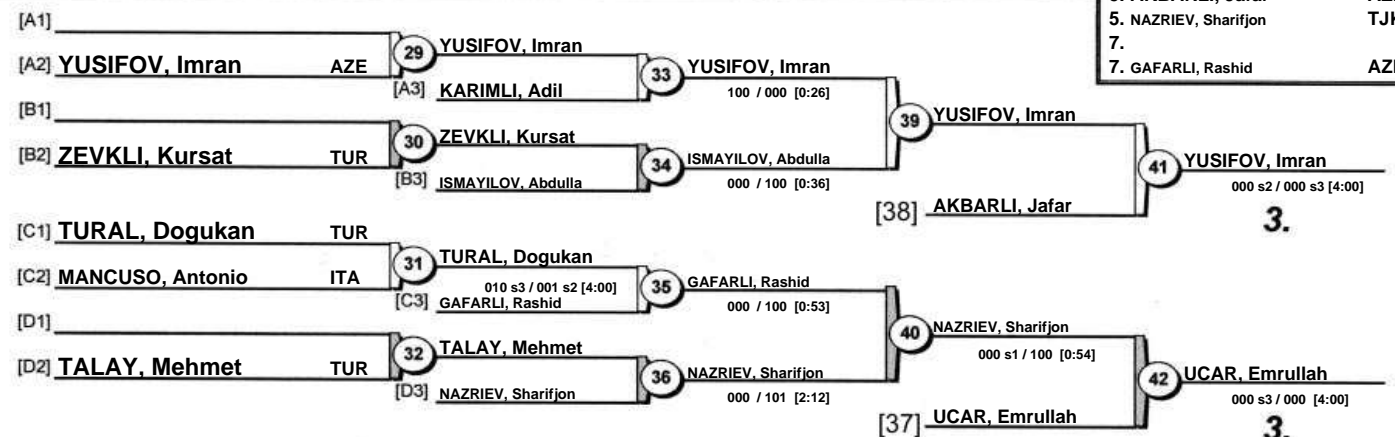 5. NAZRIEV, Sharifjon
7.
7. GAFARLI, Rashid
[A1]
[A2] YUSIFOV, Imran AZE
29
YUSIFOV, Imran
[A3] KARIMLI, Adil
33
YUSIFOV, Imran
100 / 000 [0:26]
[B1]
[B2] ZEVKLI, Kursat TUR
30
ZEVKLI, Kursat
[B3] ISMAYILOV, Abdulla
34
ISMAYILOV, Abdulla
000 / 100 [0:36]
39
YUSIFOV, Imran
[38] AKBARLI, Jafar
41
YUSIFOV, Imran
000 s2 / 000 s3 [4:00]
3.
[C1] TURAL, Dogukan TUR
[C2] MANCUSO, Antonio ITA
31
TURAL, Dogukan
010 s3 / 001 s2 [4:00]
[C3] GAFARLI, Rashid
35
GAFARLI, Rashid
000 / 100 [0:53]
[D1]
[D2] TALAY, Mehmet TUR
32
TALAY, Mehmet
[D3] NAZRIEV, Sharifjon
36
NAZRIEV, Sharifjon
000 / 101 [2:12]
40
NAZRIEV, Sharifjon
000 s1 / 100 [0:54]
[37] UCAR, Emrullah
42
UCAR, Emrullah
000 s3 / 000 [4:00]
3.